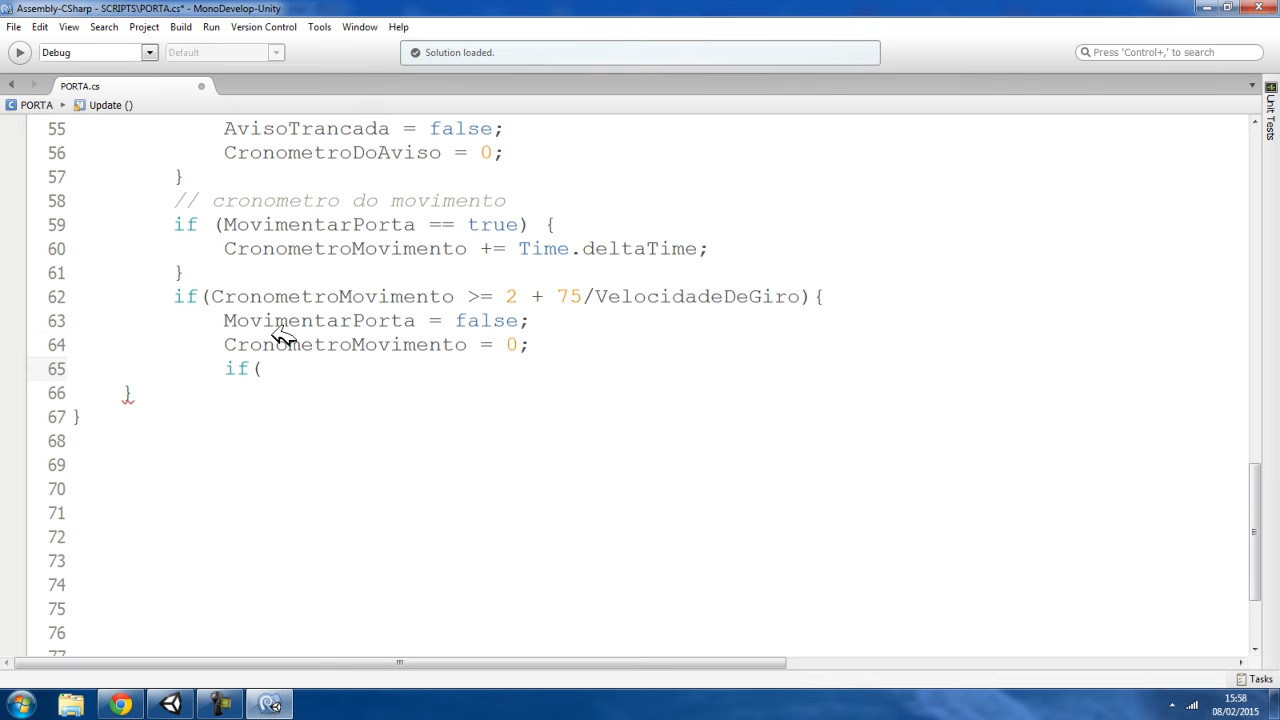 Assembly-CSharp - SCRIPTS\PORTA.cs* - MonoDevelop-Unity
File Edit View Search Project Build Run Version Control Tools Window Help
Debug Default Solution loaded. Press 'Control+,' to search
PORTA.cs
PORTA Update ()
Unit Tests
55 AvisoTrancada = false;
56 CronometroDoAviso = 0;
57 }
58 // cronometro do movimento
59 if (MovimentarPorta == true) {
60 CronometroMovimento += Time.deltaTime;
61 }
62 if(CronometroMovimento >= 2 + 75/VelocidadeDeGiro){
63 MovimentarPorta = false;
64 CronometroMovimento = 0;
65 if(
66 }
67 }
68
69
70
71
72
73
74
75
76
77
Tasks
15:58
08/02/2015